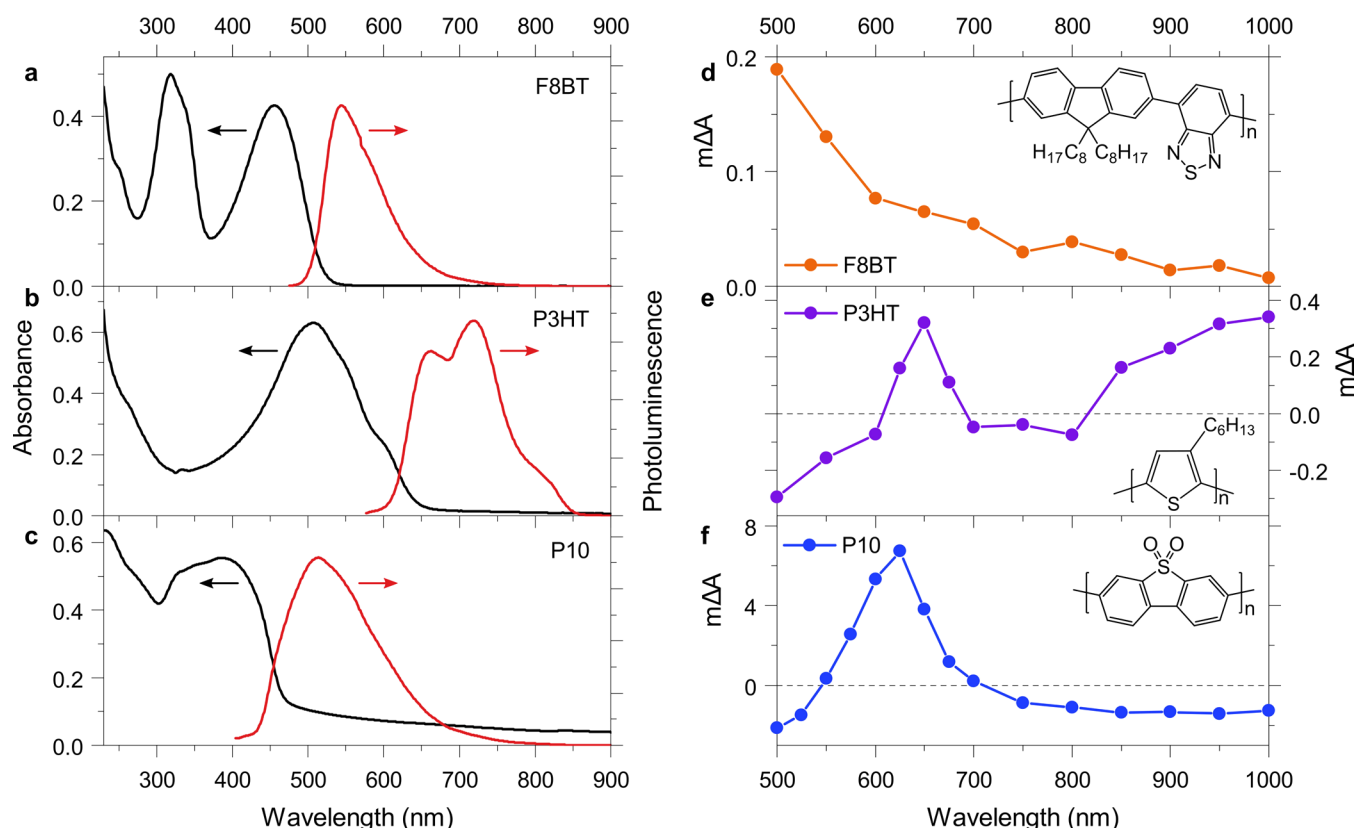 300 400 500 600 700 800 900
a
F8BT
0.4
0.2
0.0
b
P3HT
0.6
0.4
0.2
0.0
c
P10
0.6
0.4
0.2
0.0
300 400 500 600 700 800 900
Wavelength (nm)
Absorbance
Photoluminescence
500 600 700 800 900 1000
d
0.2
0.1
0.0
mΔA
F8BT
H17C8 C8H17
N S N
n
e
P3HT
0.4
0.2
0.0
-0.2
mΔA
C6H13
S
n
f
P10
8
4
0
mΔA
O O
S
n
500 600 700 800 900 1000
Wavelength (nm)